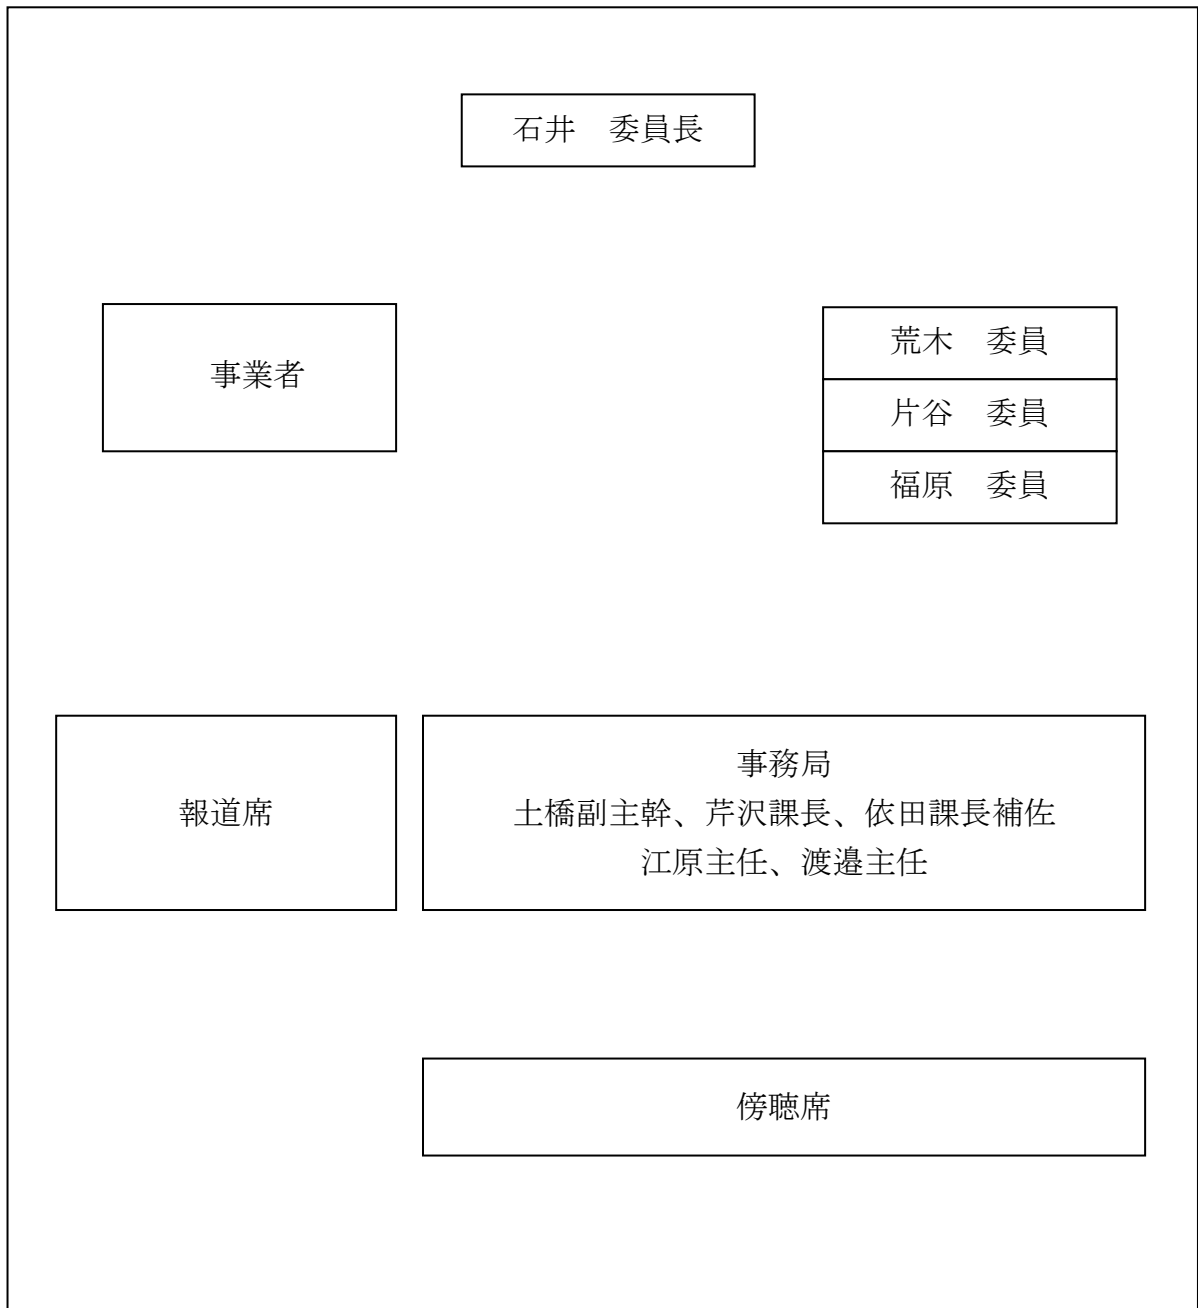 石井　委員長
事業者
荒木　委員
片谷　委員
福原　委員
報道席
事務局
土橋副主幹、芹沢課長、依田課長補佐
江原主任、渡邉主任
傍聴席